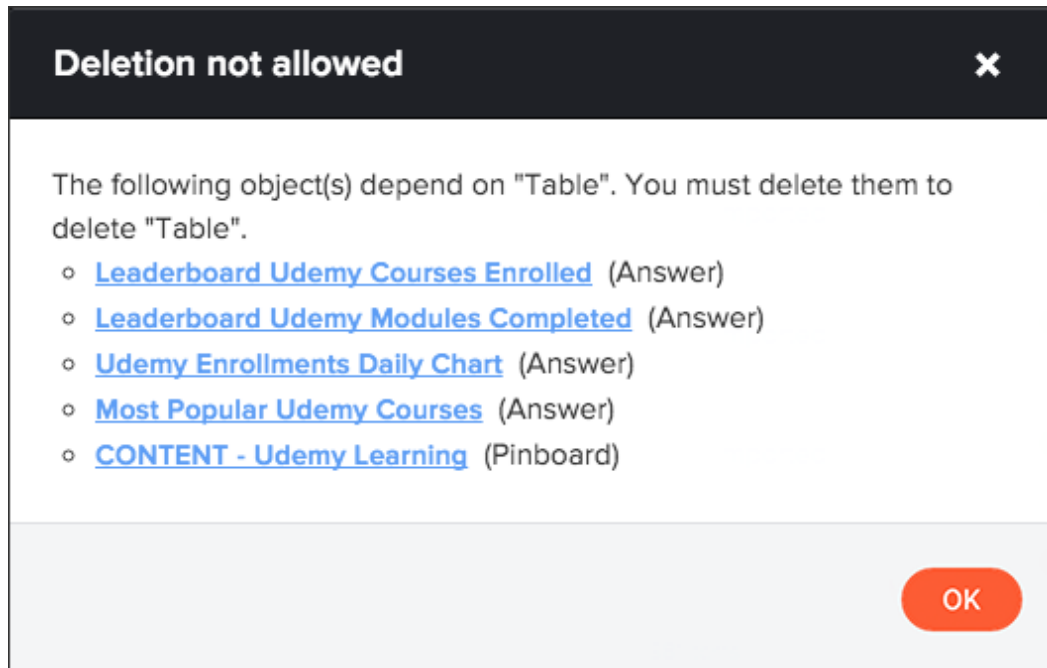 Deletion not allowed
The following object(s) depend on "Table". You must delete them to
delete "Table".
Leaderboard Udemy Courses Enrolled (Answer)
Leaderboard Udemy Modules Completed (Answer)
Udemy Enrollments Daily Chart (Answer)
Most Popular Udemy Courses (Answer)
CONTENT - Udemy Learning (Pinboard)
OK